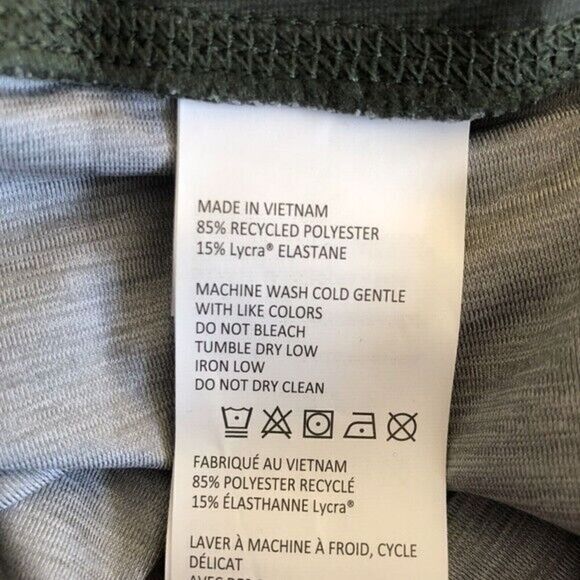 MADE IN VIETNAM
85% RECYCLED POLYESTER
15% Lycra® ELASTANE
MACHINE WASH COLD GENTLE
WITH LIKE COLORS
DO NOT BLEACH
TUMBLE DRY LOW
IRON LOW
DO NOT DRY CLEAN
FABRIQUÉ AU VIETNAM
85% POLYESTER RECYCLÉ
15% ÉLASTHANNE Lycra®
LAVER À MACHINE À FROID, CYCLE
DÉLICAT